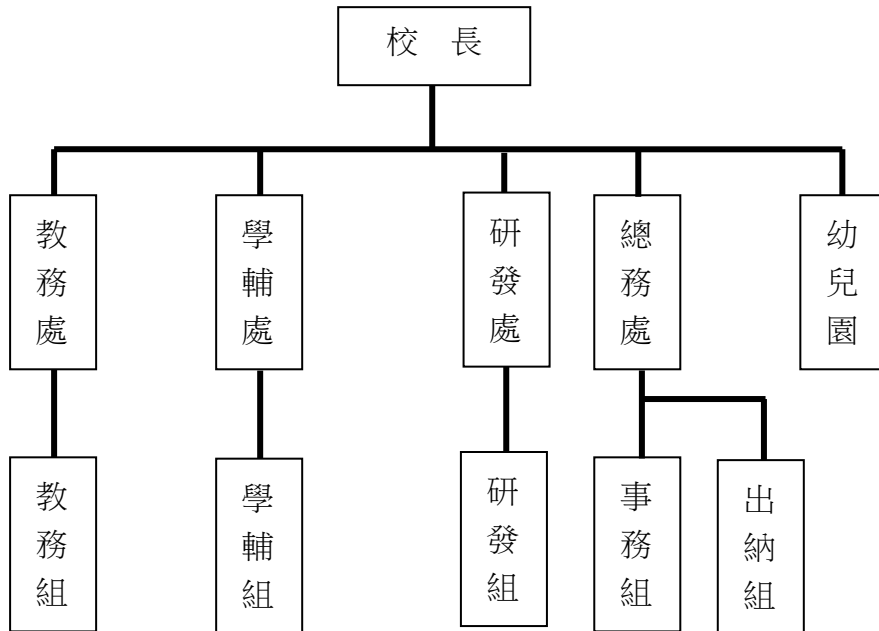 校　長
教務處
學輔處
研發處
總務處
幼兒園
教務組
學輔組
研發組
事務組
出納組